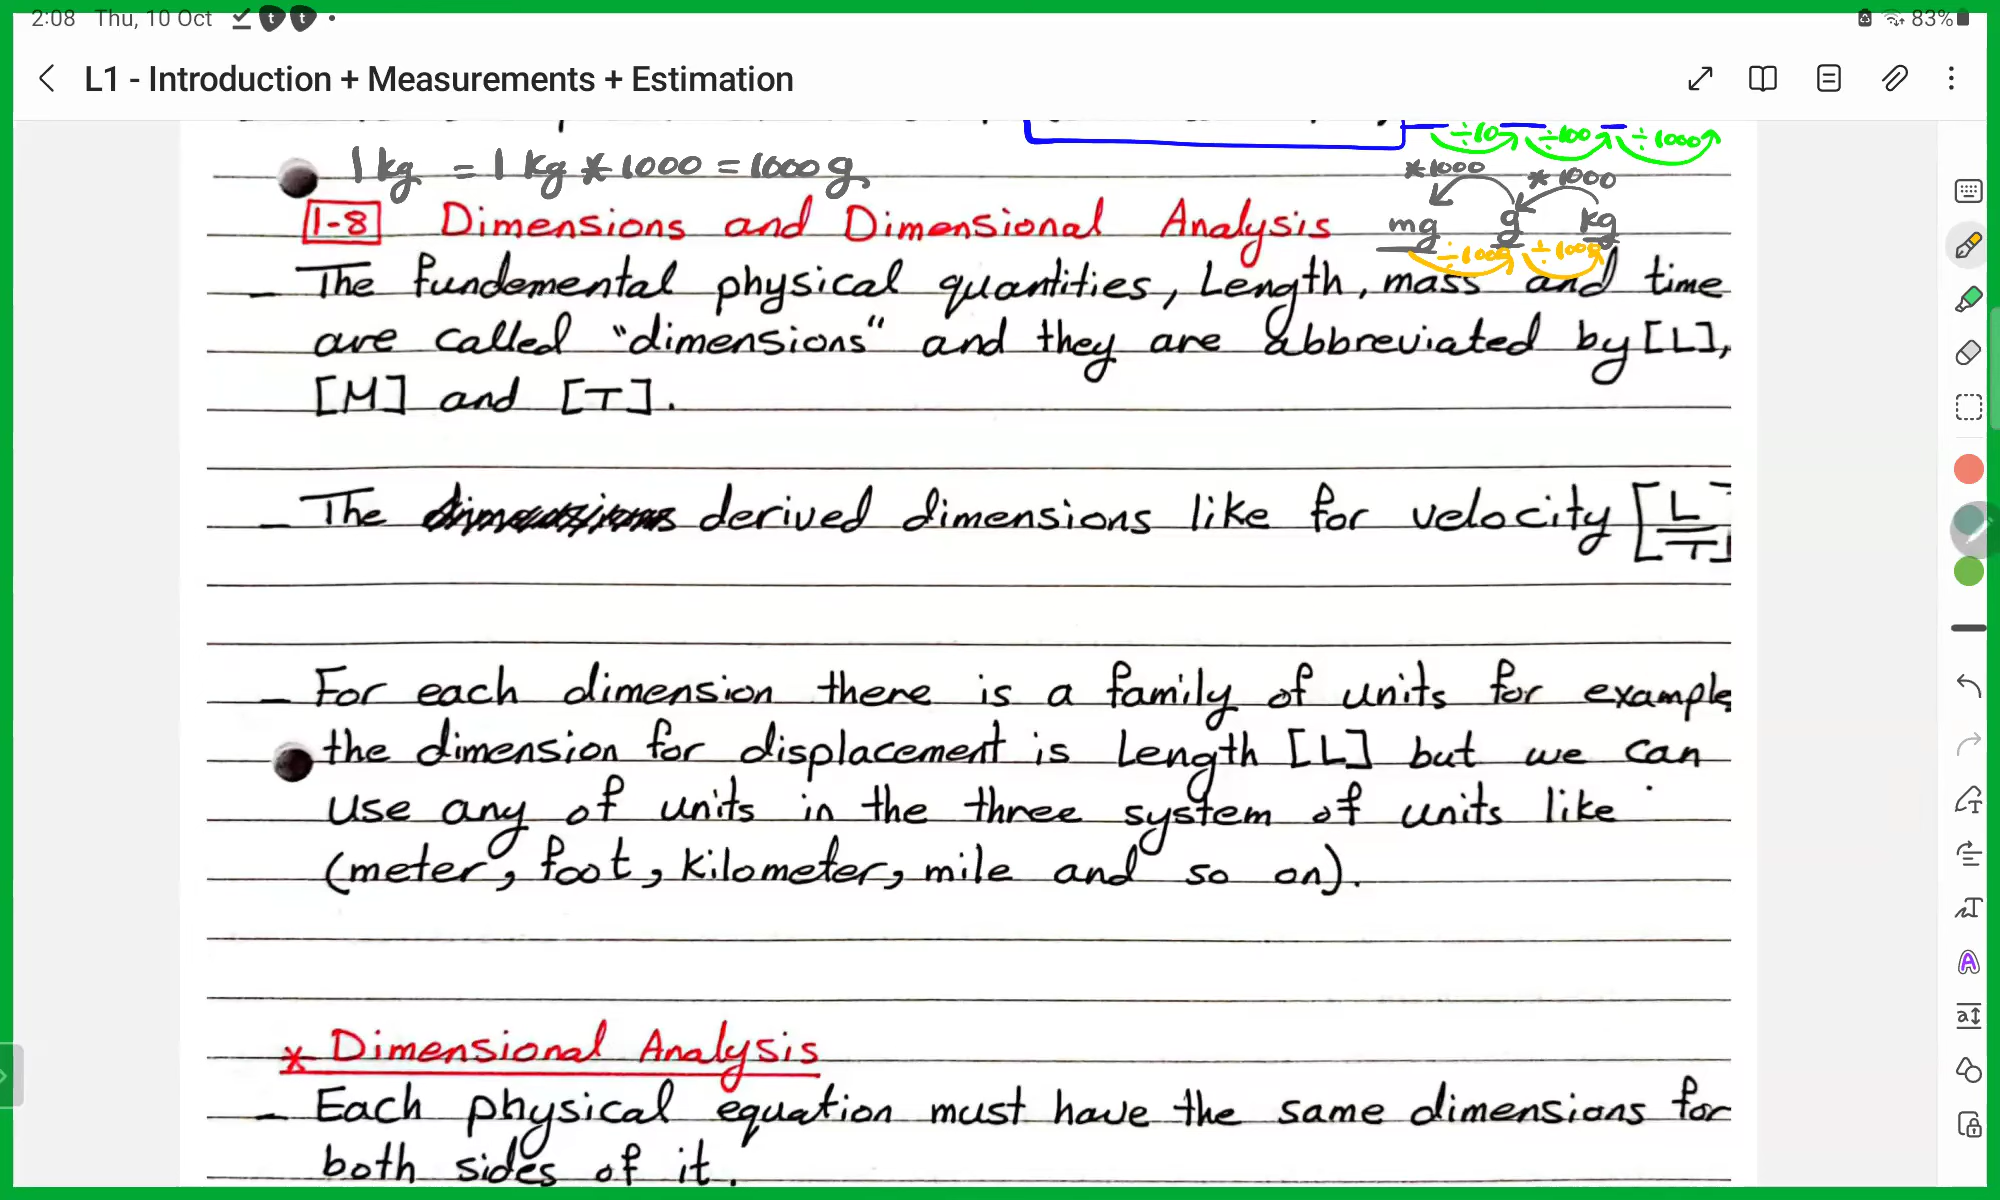 2:08 Thu, 10 Oct
83%
L1 - Introduction + Measurements + Estimation
÷10 ÷100 ÷1000
1 kg = 1 kg * 1000 = 1000 g
*1000 *1000
1-8 Dimensions and Dimensional Analysis
mg g kg
÷1000 ÷1000
- The fundemental physical quantities, Length, mass and time
are called "dimensions" and they are abbreviated by [L],
[M] and [T].
- The derived dimensions like for velocity [L/T]
- For each dimension there is a family of units for example
the dimension for displacement is Length [L] but we can
use any of units in the three system of units like
(meter, foot, Kilometer, mile and so on).
* Dimensional Analysis
- Each physical equation must have the same dimensions for
both sides of it.